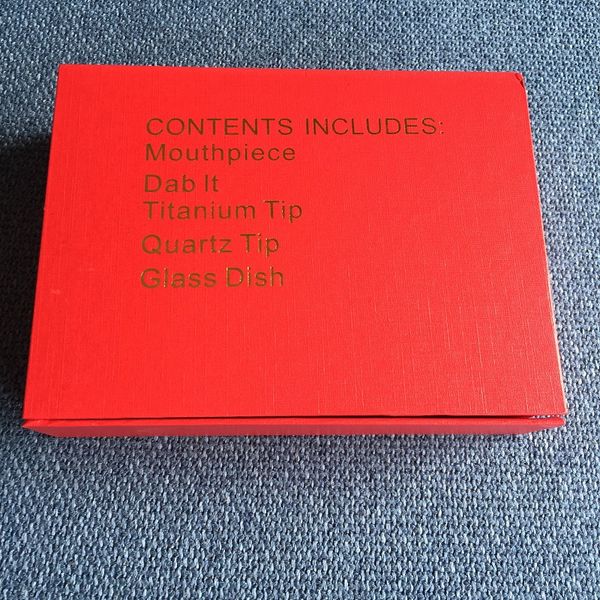 CONTENTS INCLUDES:
Mouthpiece
Dab It
Titanium Tip
Quartz Tip
Glass Dish